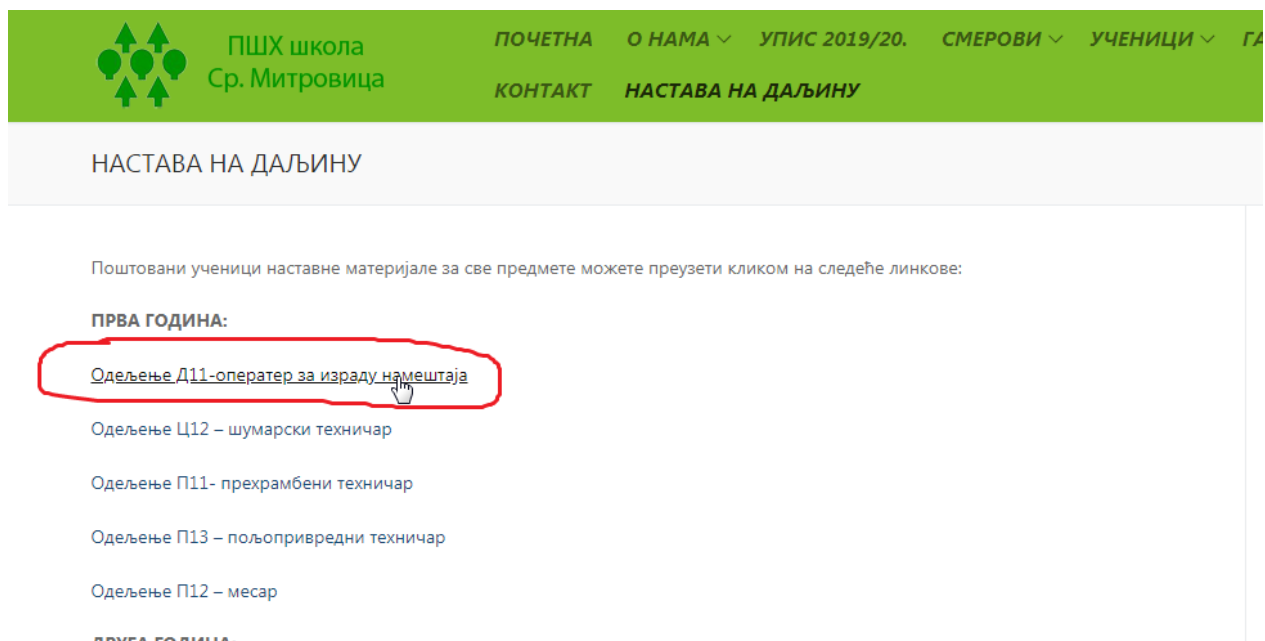 ПШХ школа
Ср. Митровица
ПОЧЕТНА О НАМА УПИС 2019/20. СМЕРОВИ УЧЕНИЦИ
КОНТАКТ НАСТАВА НА ДАЉИНУ
НАСТАВА НА ДАЉИНУ
Поштовани ученици наставне материјале за све предмете можете преузети кликом на следеће линкове:
ПРВА ГОДИНА:
Одељење Д11-оператер за израду намештаја
Одељење Ц12 – шумарски техничар
Одељење П11- прехрамбени техничар
Одељење П13 – пољопривредни техничар
Одељење П12 – месар
ДРУГА ГОДИНА: